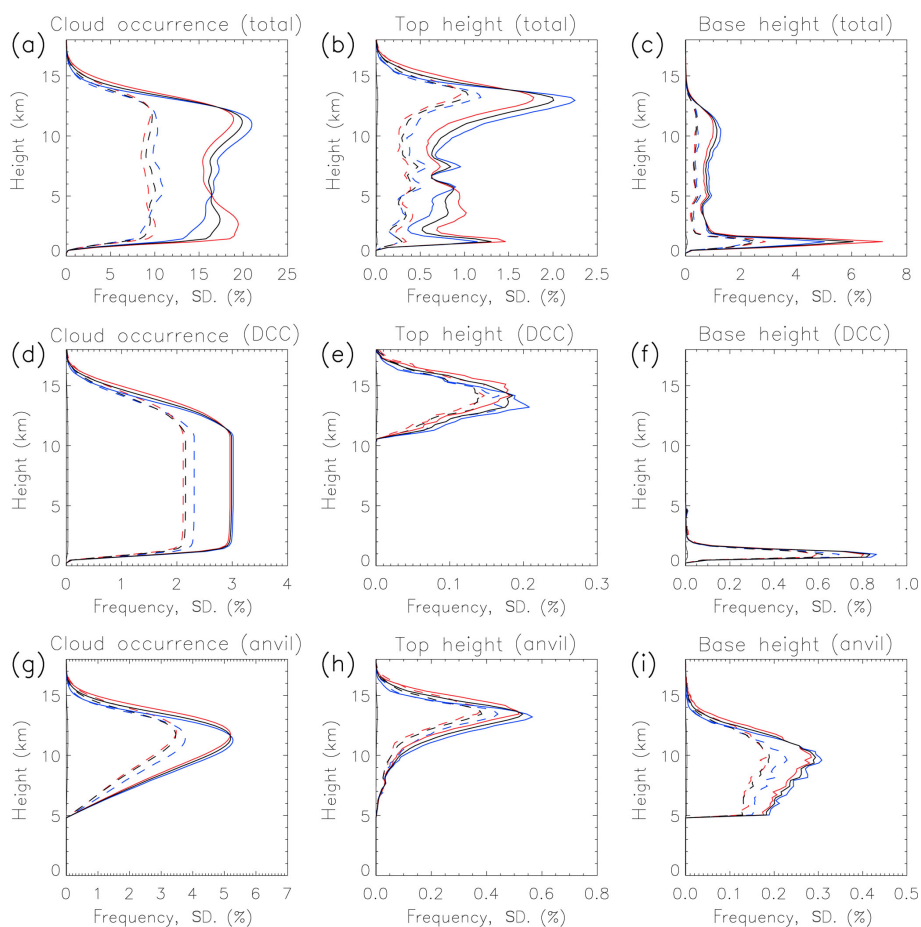 Cloud occurrence (total)
Top height (total)
Base height (total)
(a)
(b)
(c)
Height (km)
Height (km)
Height (km)
15
10
5
0
15
10
5
0
15
10
5
0
0 5 10 15 20 25
0.0 0.5 1.0 1.5 2.0 2.5
0 2 4 6 8
Frequency, SD. (%)
Frequency, SD. (%)
Frequency, SD. (%)
Cloud occurrence (DCC)
Top height (DCC)
Base height (DCC)
(d)
(e)
(f)
Height (km)
Height (km)
Height (km)
15
10
5
0
15
10
5
0
15
10
5
0
0 1 2 3 4
0.0 0.1 0.2 0.3
0.0 0.2 0.4 0.6 0.8 1.0
Frequency, SD. (%)
Frequency, SD. (%)
Frequency, SD. (%)
Cloud occurrence (anvil)
Top height (anvil)
Base height (anvil)
(g)
(h)
(i)
Height (km)
Height (km)
Height (km)
15
10
5
0
15
10
5
0
15
10
5
0
0 1 2 3 4 5 6 7
0.0 0.2 0.4 0.6 0.8
0.0 0.1 0.2 0.3 0.4 0.5
Frequency, SD. (%)
Frequency, SD. (%)
Frequency, SD. (%)